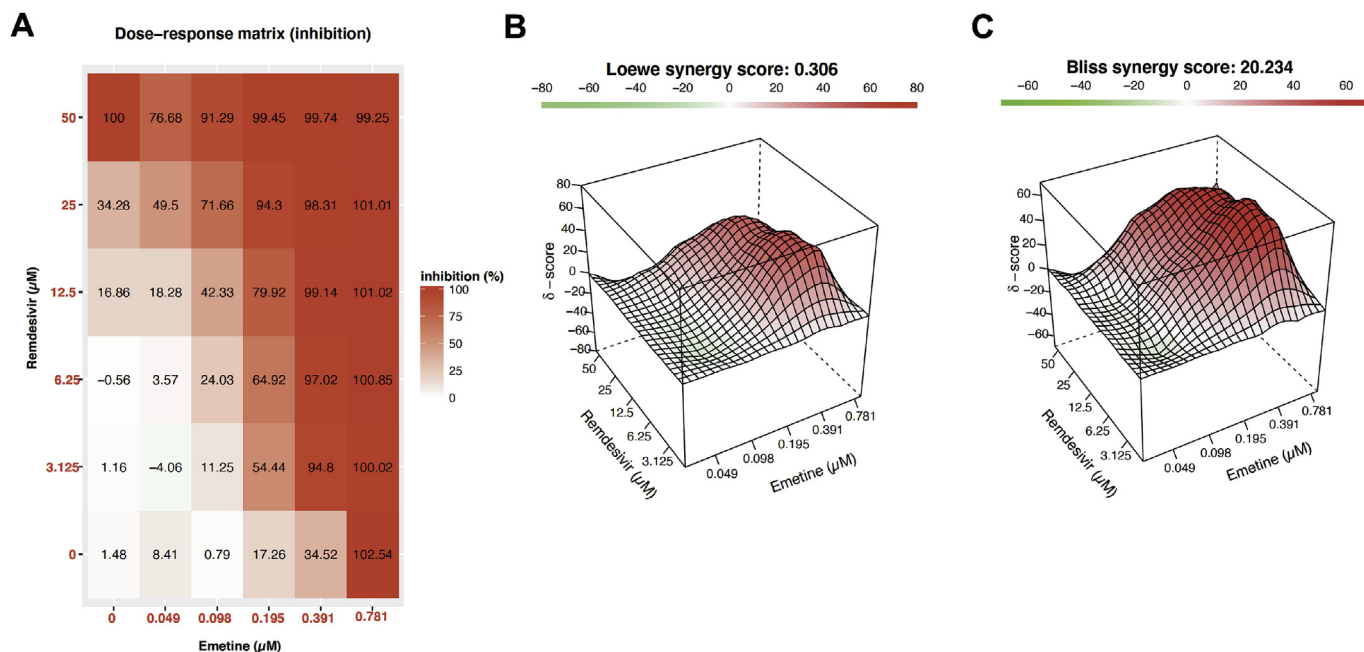 A
Dose−response matrix (inhibition)
Remdesivir (µM)
50 100 76.68 91.29 99.45 99.74 99.25
25 34.28 49.5 71.66 94.3 98.31 101.01
12.5 16.86 18.28 42.33 79.92 99.14 101.02
6.25 −0.56 3.57 24.03 64.92 97.02 100.85
3.125 1.16 −4.06 11.25 54.44 94.8 100.02
0 1.48 8.41 0.79 17.26 34.52 102.54
0 0.049 0.098 0.195 0.391 0.781
Emetine (µM)
inhibition (%)
100
75
50
25
0
B
Loewe synergy score: 0.306
−80 −60 −40 −20 0 20 40 60 80
δ −score
80
60
40
20
0
−20
−40
−60
−80
50
25
12.5
6.25
3.125
Remdesivir (µM)
0.049
0.098
0.195
0.391
0.781
Emetine (µM)
C
Bliss synergy score: 20.234
−60 −40 −20 0 20 40 60
δ −score
60
40
20
0
−20
−40
−60
50
25
12.5
6.25
3.125
Remdesivir (µM)
0.049
0.098
0.195
0.391
0.781
Emetine (µM)